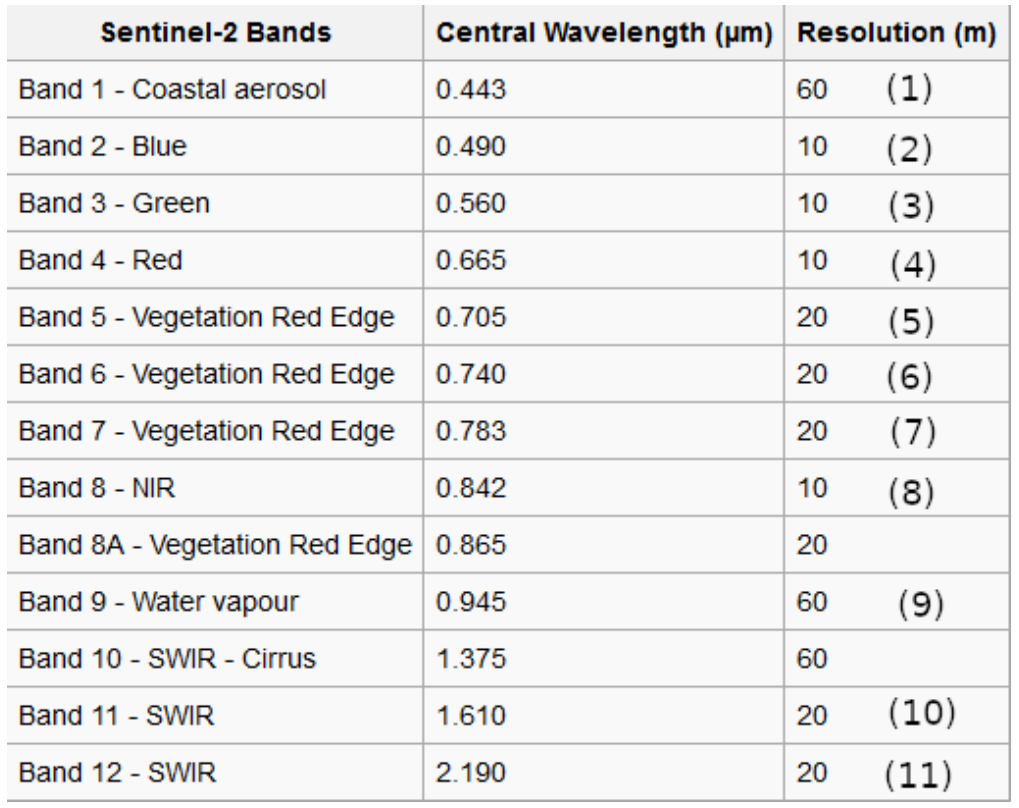 Sentinel-2 Bands Central Wavelength (µm) Resolution (m)
Band 1 - Coastal aerosol 0.443 60 (1)
Band 2 - Blue 0.490 10 (2)
Band 3 - Green 0.560 10 (3)
Band 4 - Red 0.665 10 (4)
Band 5 - Vegetation Red Edge 0.705 20 (5)
Band 6 - Vegetation Red Edge 0.740 20 (6)
Band 7 - Vegetation Red Edge 0.783 20 (7)
Band 8 - NIR 0.842 10 (8)
Band 8A - Vegetation Red Edge 0.865 20
Band 9 - Water vapour 0.945 60 (9)
Band 10 - SWIR - Cirrus 1.375 60
Band 11 - SWIR 1.610 20 (10)
Band 12 - SWIR 2.190 20 (11)